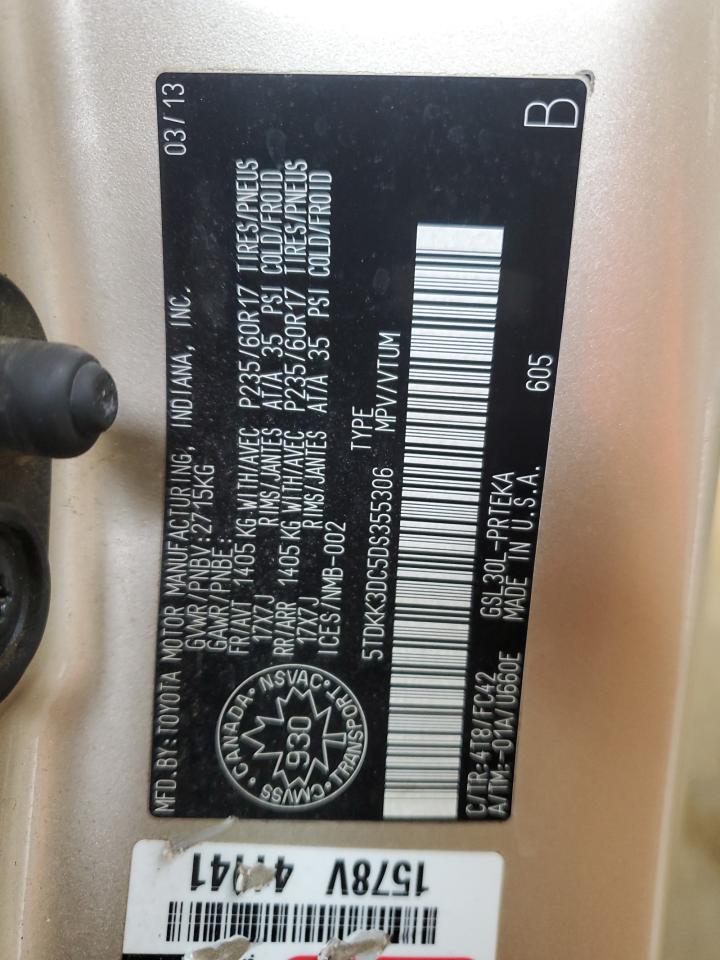 MFD.BY:TOYOTA MOTOR MANUFACTURING, INDIANA, INC. 03/13
GVWR/PNBV:2715KG
GAWR/PNBE:
FR/AVT 1405 KG WITH/AVEC P235/60R17 TIRES/PNEUS
17X7J RIMS/JANTES AT/A 35 PSI COLD/FROID
RR/ARR 1405 KG WITH/AVEC P235/60R17 TIRES/PNEUS
17X7J RIMS/JANTES AT/A 35 PSI COLD/FROID
ICES/NMB-002
CANADA NSVAC
930
CMVSS TRANSPORT
5TDKK3DC5DS355306 TYPE MPV/VTUM
C/TR:4T8/FC42 GSL30L-PRTEKA
A/TM:-01A/U660E MADE IN U.S.A. 605
B
1578V